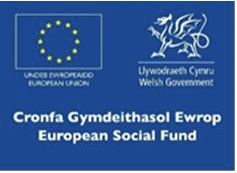 UNDEB EWROPEAIDD
EUROPEAN UNION
Llywodraeth Cymru
Welsh Government
Cronfa Gymdeithasol Ewrop
European Social Fund